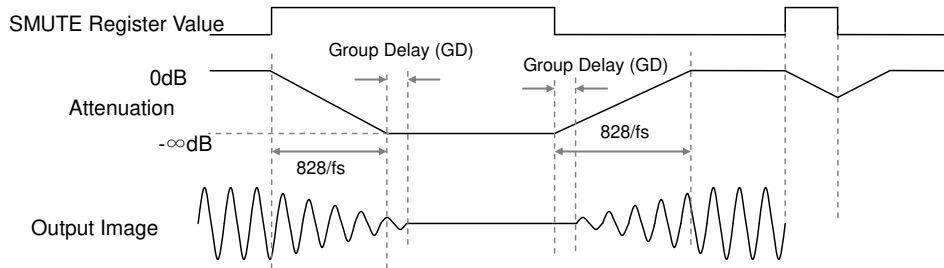 SMUTE Register Value
Group Delay (GD)
Group Delay (GD)
0dB
Attenuation
828/fs
-∞dB
828/fs
Output Image